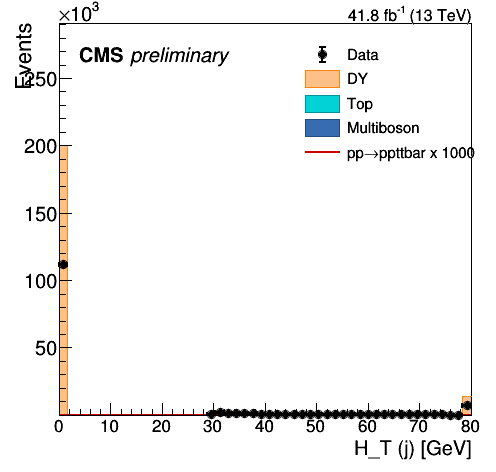 ×10³
41.8 fb⁻¹ (13 TeV)
Events
CMS preliminary
Data
DY
Top
Multiboson
pp→ppttbar x 1000
250
200
150
100
50
0 10 20 30 40 50 60 70 80
H_T (j) [GeV]